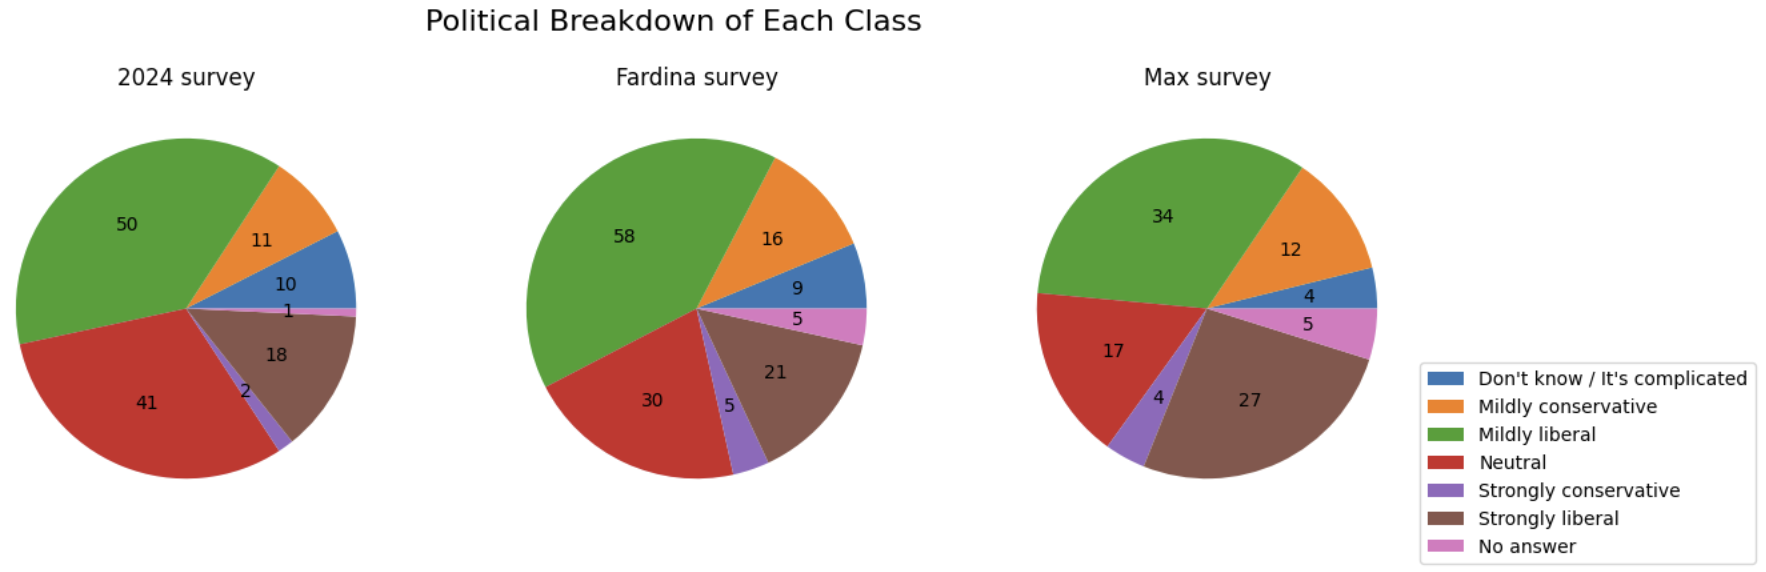 Political Breakdown of Each Class
2024 survey
50
11
10
1
18
2
41
Fardina survey
58
16
9
5
21
5
30
Max survey
34
12
4
5
27
4
17
Don't know / It's complicated
Mildly conservative
Mildly liberal
Neutral
Strongly conservative
Strongly liberal
No answer